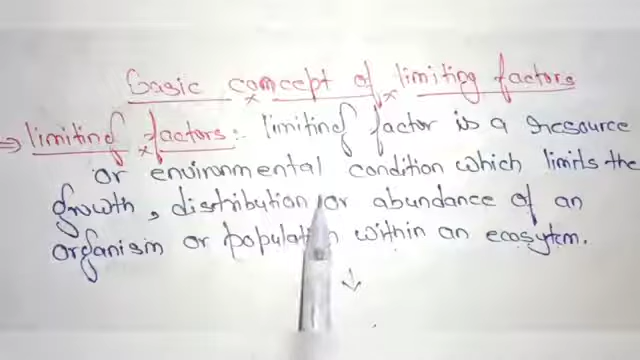 Basic concept of limiting factors
⇒ limiting factors:- limiting factor is a resource
or environmental condition which limits the
growth, distribution or abundance of an
organism or population within an ecosytem.
↓